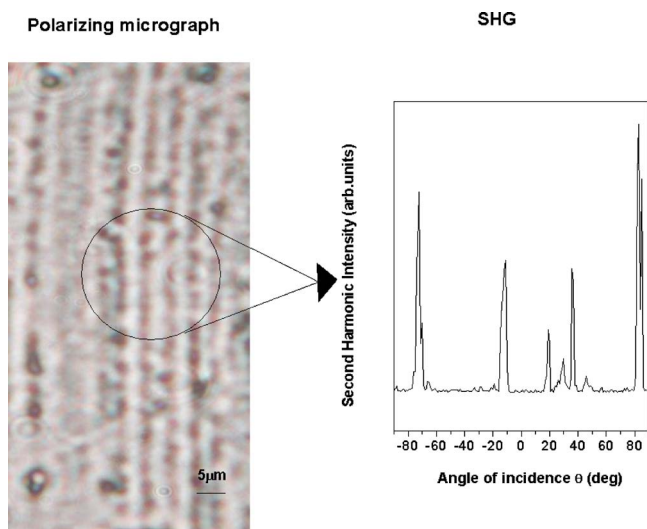 Polarizing micrograph
SHG
Second Harmonic Intensity (arb.units)
5μm
-80 -60 -40 -20 0 20 40 60 80
Angle of incidence θ (deg)